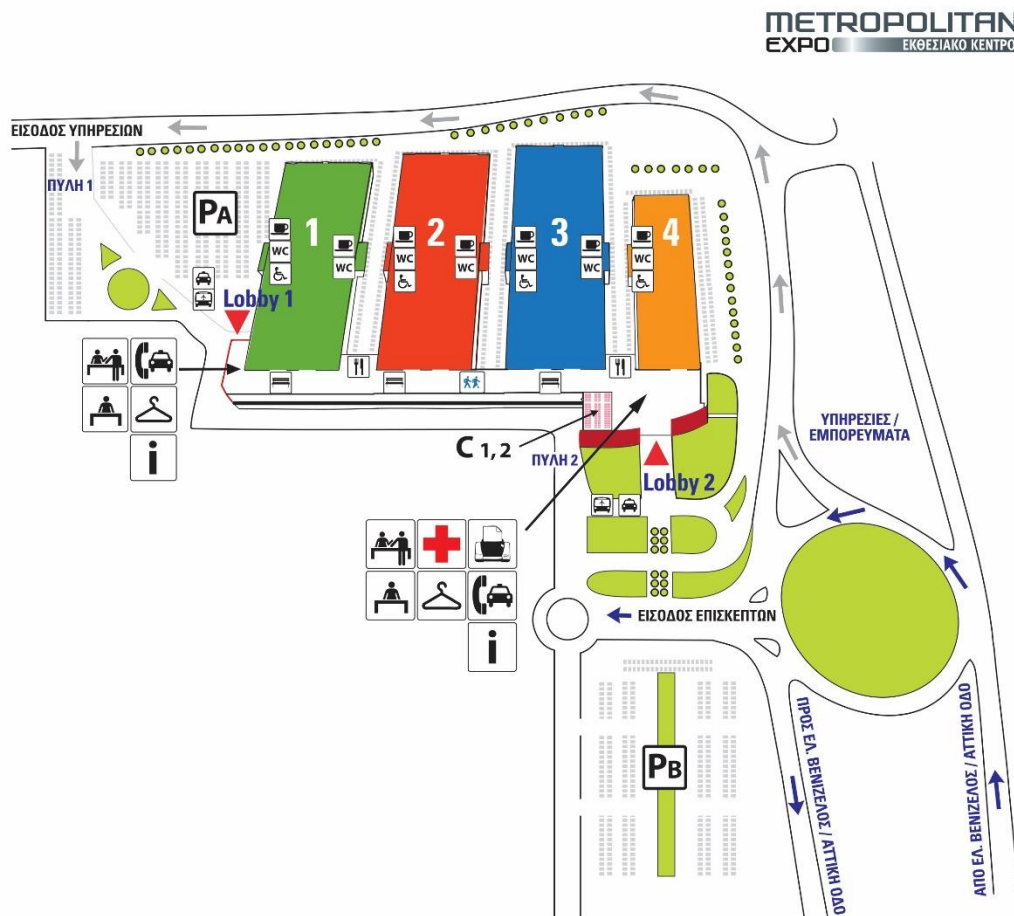 METROPOLITAN
EXPO ΕΚΘΕΣΙΑΚΟ ΚΕΝΤΡΟ
ΕΙΣΟΔΟΣ ΥΠΗΡΕΣΙΩΝ
ΠΥΛΗ 1
PA
1
2
3
4
WC
WC
WC
WC
WC
WC
WC
Lobby 1
i
C 1,2
ΠΥΛΗ 2
Lobby 2
ΥΠΗΡΕΣΙΕΣ /
ΕΜΠΟΡΕΥΜΑΤΑ
i
ΕΙΣΟΔΟΣ ΕΠΙΣΚΕΠΤΩΝ
PB
ΠΡΟΣ ΕΛ. ΒΕΝΙΖΕΛΟΣ / ΑΤΤΙΚΗ ΟΔΟ
ΑΠΟ ΕΛ. ΒΕΝΙΖΕΛΟΣ / ΑΤΤΙΚΗ ΟΔΟ